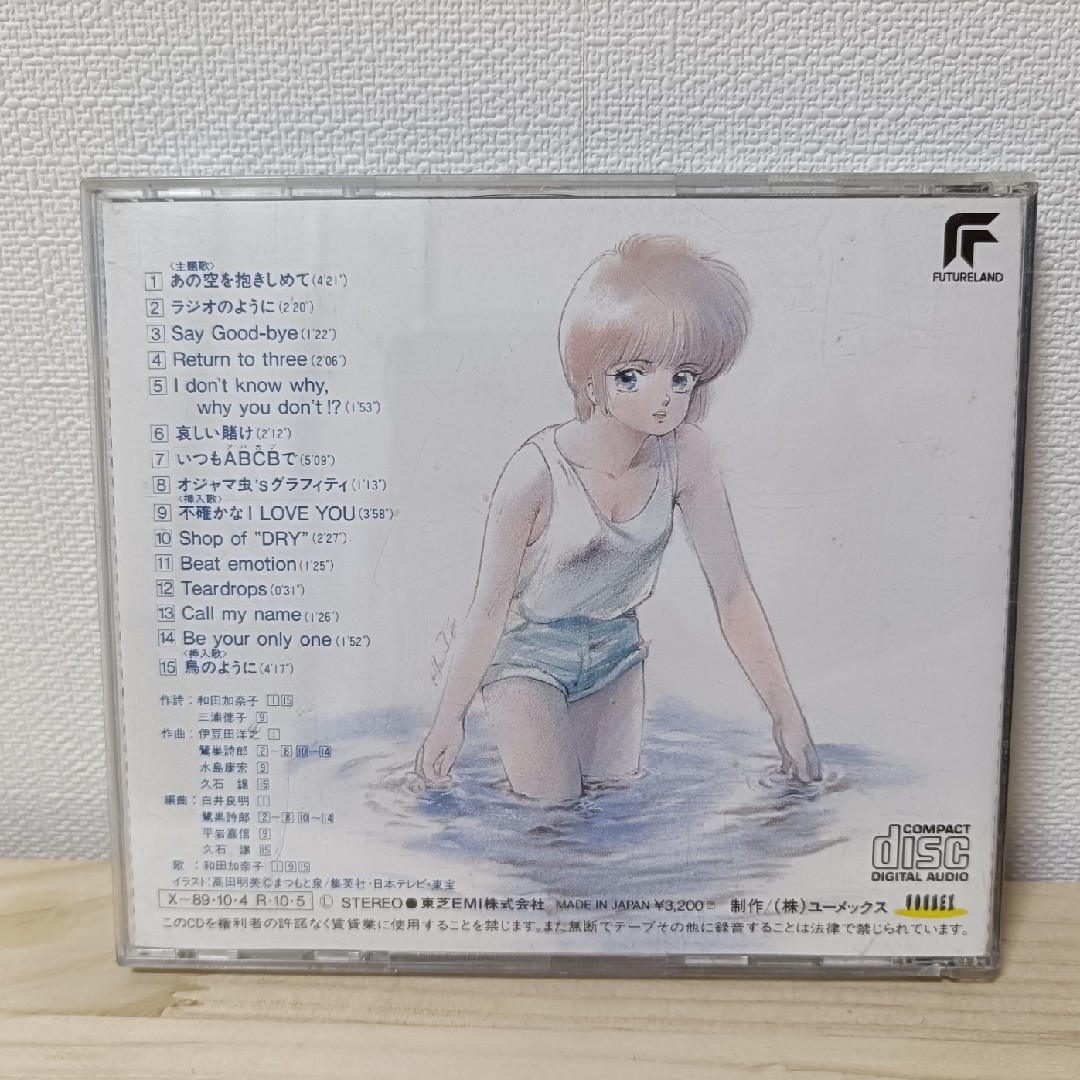 FUTURELAND
〈主題歌〉
1 あの空を抱きしめて(4'21")
2 ラジオのように(2'20")
3 Say Good-bye(1'22")
4 Return to three(2'06")
5 I don't know why,
why you don't!?(1'53")
6 哀しい賭け(2'12")
アバカブ
7 いつもABCBで(5'09")
8 オジャマ虫'sグラフィティ(1'13")
〈挿入歌〉
9 不確かな I LOVE YOU(3'58")
10 Shop of "DRY"(2'27")
11 Beat emotion(1'25")
12 Teardrops(0'31")
13 Call my name(1'26")
14 Be your only one(1'52")
〈挿入歌〉
15 鳥のように(4'17")
作詩：和田加奈子 1 15
三浦徳子 9
作曲：伊豆田洋之 1
鷺巣詩郎 2～8 10～14
水島康宏 9
久石 譲 15
編曲：白井良明 1
鷺巣詩郎 2～8 10～14
平岩嘉信 9
久石 譲 15
歌：和田加奈子 1 9 15
イラスト：高田明美©まつもと泉/集英社・日本テレビ・東宝
X～89・10・4 R・10・5 Ⓛ STEREO●東芝EMI株式会社 MADE IN JAPAN ¥3,200 制作/(株)ユーメックス
このCDを権利者の許諾なく賃貸業に使用することを禁じます。また無断でテープその他に録音することは法律で禁じられています。
COMPACT
disc
DIGITAL AUDIO